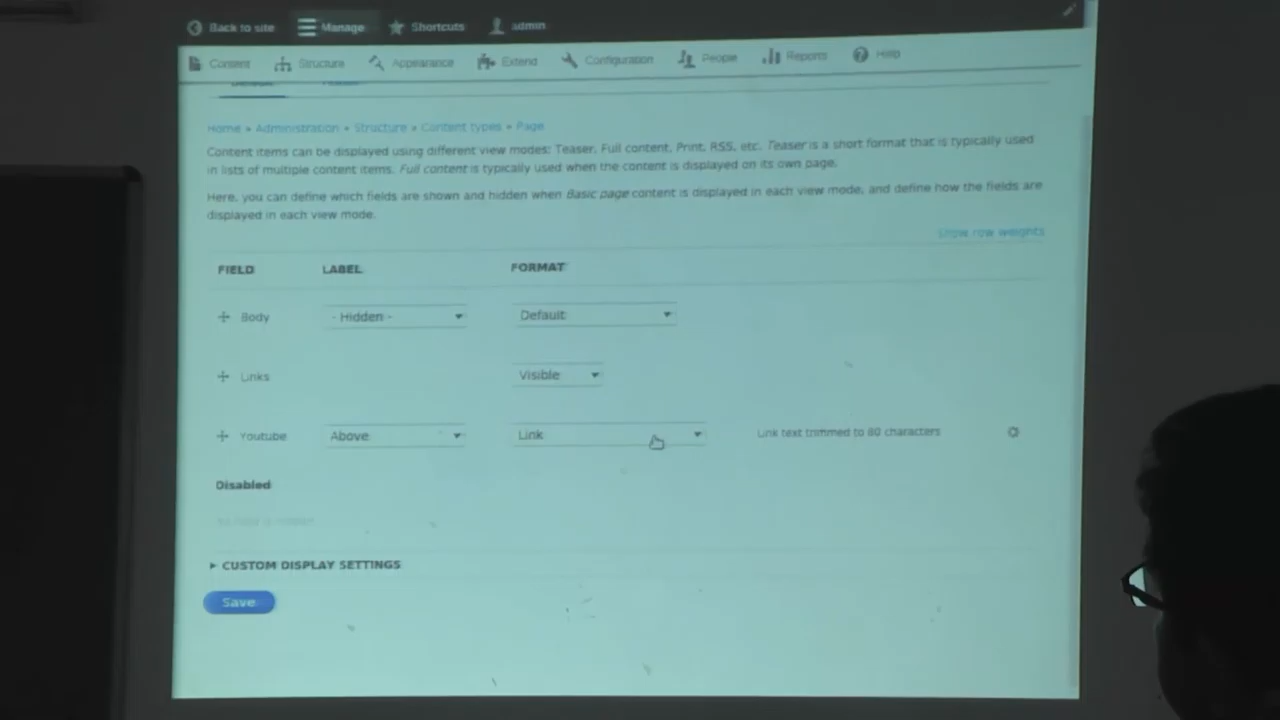 Back to site Manage Shortcuts admin
Content Structure Appearance Extend Configuration People Reports Help
Home » Administration » Structure » Content types » Page
Content items can be displayed using different view modes: Teaser, Full content, Print, RSS, etc. Teaser is a short format that is typically used
in lists of multiple content items. Full content is typically used when the content is displayed on its own page.
Here, you can define which fields are shown and hidden when Basic page content is displayed in each view mode, and define how the fields are
displayed in each view mode.
Show row weights
FIELD LABEL FORMAT
Body - Hidden - Default
Links Visible
Youtube Above Link Link text trimmed to 80 characters
Disabled
CUSTOM DISPLAY SETTINGS
Save